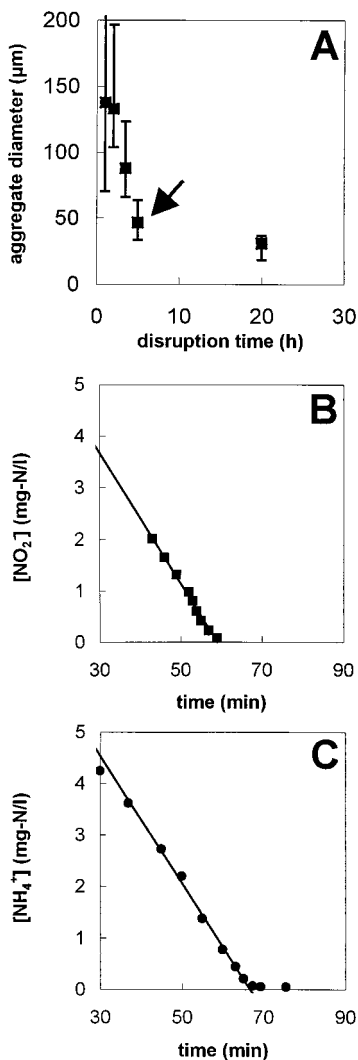 A
aggregate diameter (µm)
200
150
100
50
0
0 10 20 30
disruption time (h)
B
[NO₂] (mg-N/l)
5
4
3
2
1
0
30 50 70 90
time (min)
C
[NH₄⁺] (mg-N/l)
5
4
3
2
1
0
30 50 70 90
time (min)